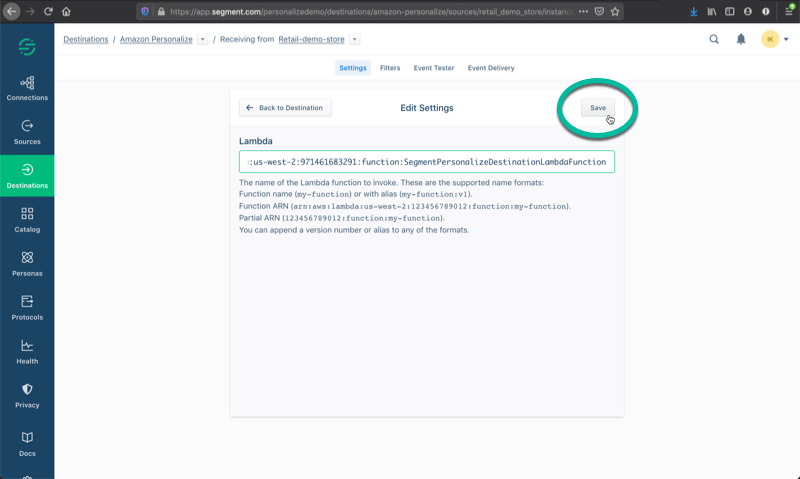 https://app.segment.com/personalizedemo/destinations/amazon-personalize/sources/retail_demo_store/instanc
Destinations / Amazon Personalize / Receiving from Retail-demo-store
IK
Connections
Sources
Destinations
Catalog
Personas
Protocols
Health
Privacy
Docs
Settings Filters Event Tester Event Delivery
Back to Destination Edit Settings Save
Lambda
:us-west-2:971461683291:function:SegmentPersonalizeDestinationLambdaFunction
The name of the Lambda function to invoke. These are the supported name formats:
Function name (my-function) or with alias (my-function:v1).
Function ARN (arn:aws:lambda:us-west-2:123456789012:function:my-function).
Partial ARN (123456789012:function:my-function).
You can append a version number or alias to any of the formats.